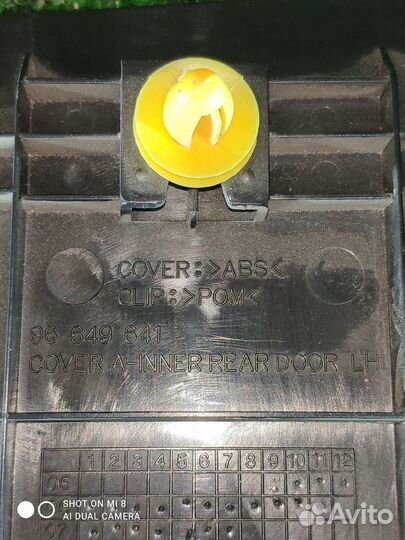 COVER:>ABS<
CLIP:>POM<
96 649 641
COVER A-INNER REAR DOOR LH
1 2 3 4 5 6 7 8 9 10 11 12
05
07
SHOT ON MI 8
AI DUAL CAMERA
Avito